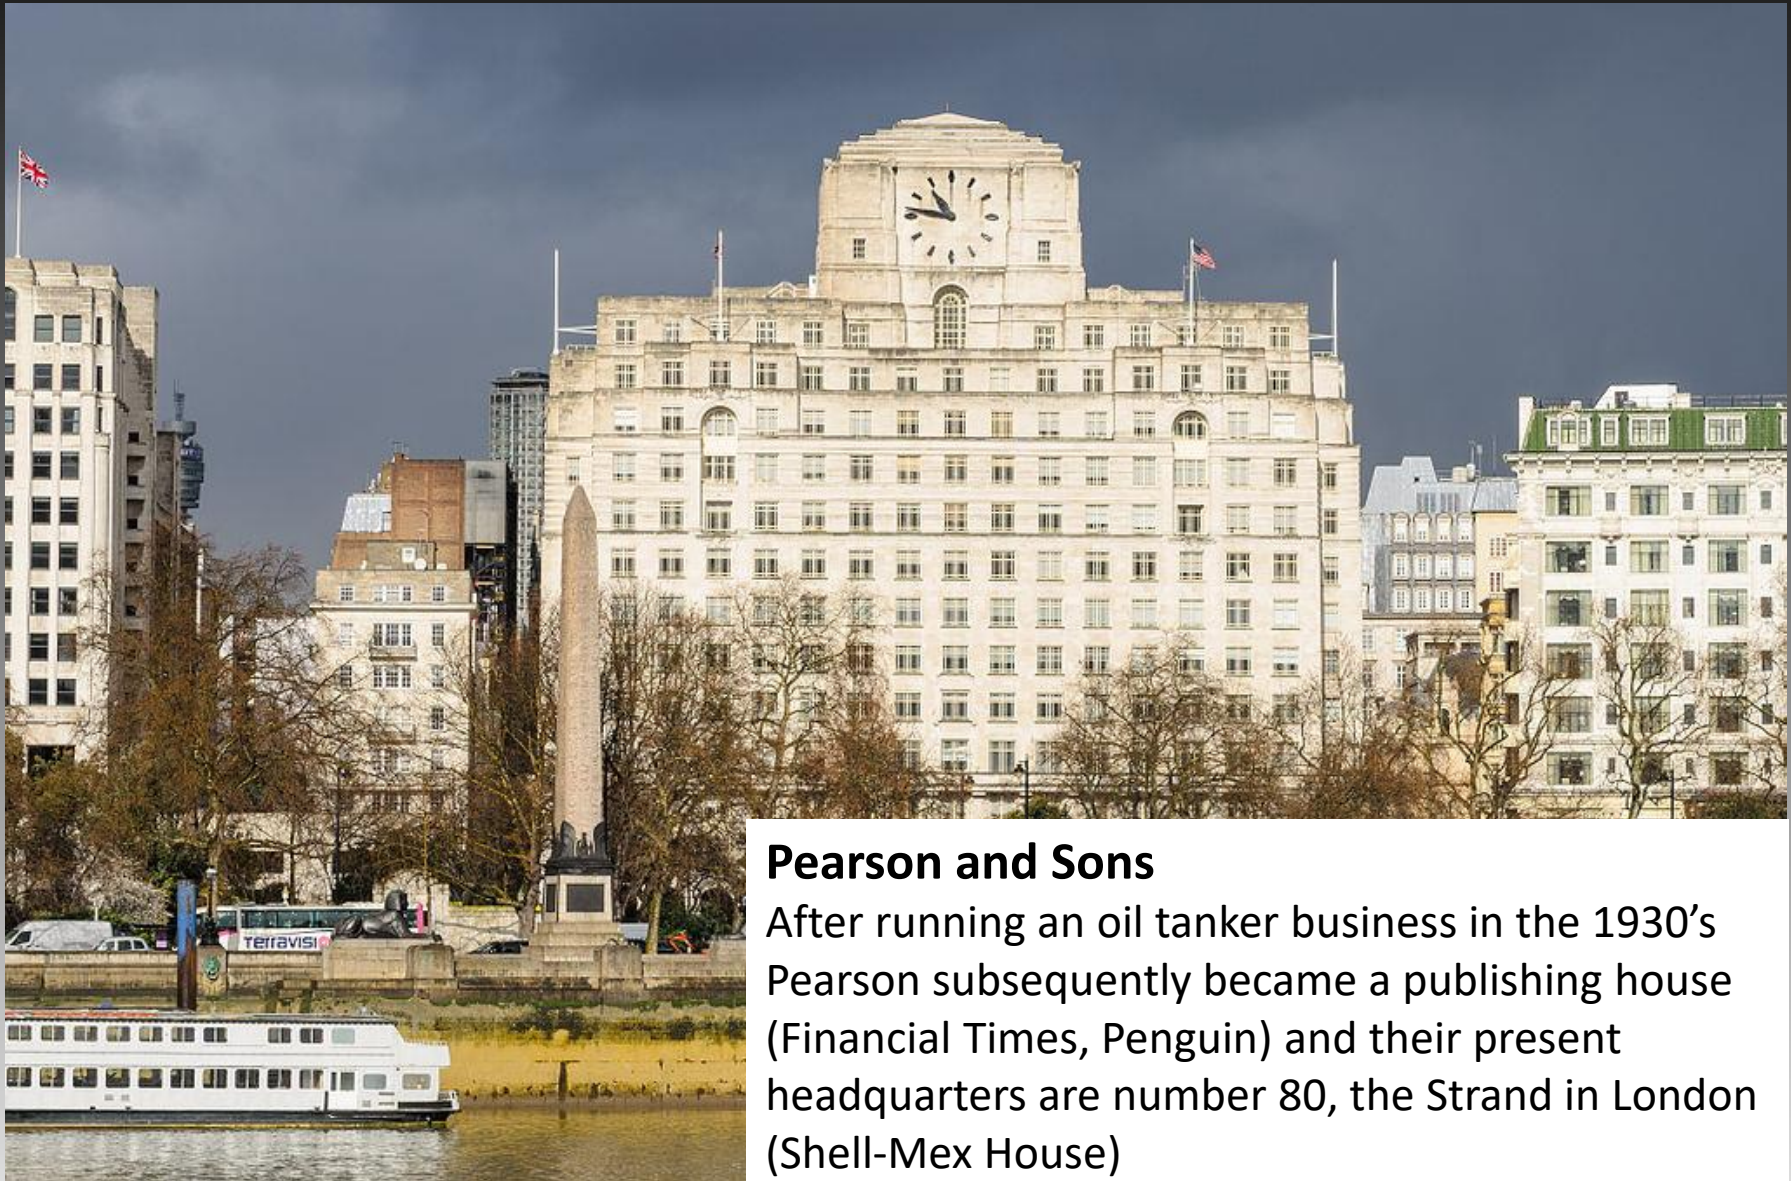 terravisi
Pearson and Sons
After running an oil tanker business in the 1930’s
Pearson subsequently became a publishing house
(Financial Times, Penguin) and their present
headquarters are number 80, the Strand in London
(Shell-Mex House)